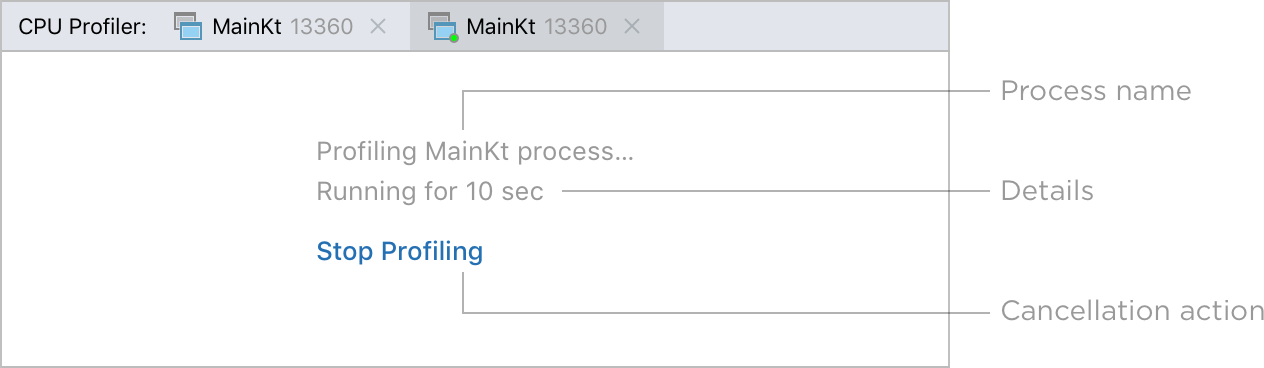 CPU Profiler: MainKt 13360 MainKt 13360
Process name
Profiling MainKt process...
Running for 10 sec
Details
Stop Profiling
Cancellation action